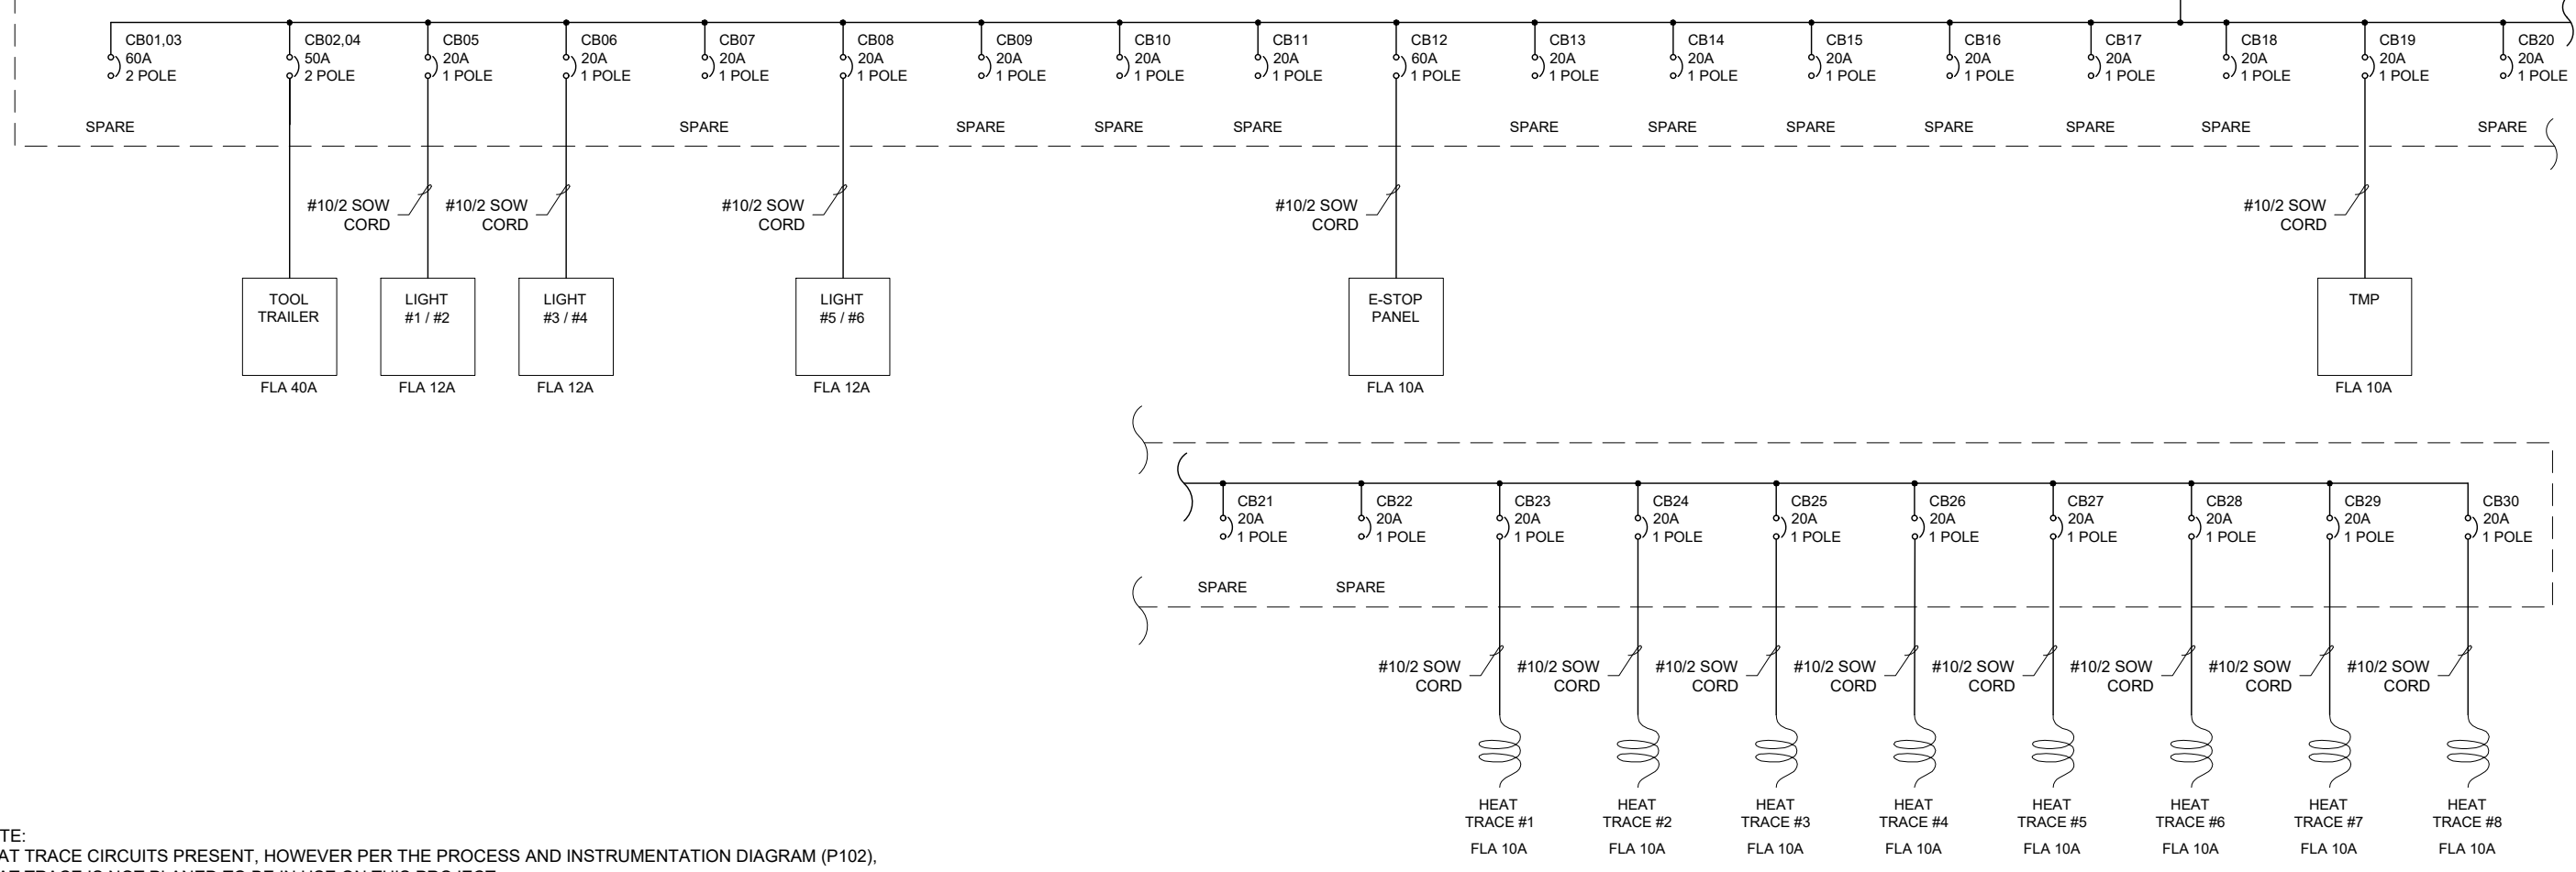 CB01,03
60A
2 POLE
SPARE
CB02,04
50A
2 POLE
TOOL
TRAILER
FLA 40A
CB05
20A
1 POLE
#10/2 SOW
CORD
LIGHT
#1 / #2
FLA 12A
CB06
20A
1 POLE
#10/2 SOW
CORD
LIGHT
#3 / #4
FLA 12A
CB07
20A
1 POLE
SPARE
CB08
20A
1 POLE
#10/2 SOW
CORD
LIGHT
#5 / #6
FLA 12A
CB09
20A
1 POLE
SPARE
CB10
20A
1 POLE
SPARE
CB11
20A
1 POLE
SPARE
CB12
60A
1 POLE
#10/2 SOW
CORD
E-STOP
PANEL
FLA 10A
CB13
20A
1 POLE
SPARE
CB14
20A
1 POLE
SPARE
CB15
20A
1 POLE
SPARE
CB16
20A
1 POLE
SPARE
CB17
20A
1 POLE
SPARE
CB18
20A
1 POLE
SPARE
CB19
20A
1 POLE
#10/2 SOW
CORD
TMP
FLA 10A
CB20
20A
1 POLE
SPARE
CB21
20A
1 POLE
SPARE
CB22
20A
1 POLE
SPARE
CB23
20A
1 POLE
#10/2 SOW
CORD
HEAT
TRACE #1
FLA 10A
CB24
20A
1 POLE
#10/2 SOW
CORD
HEAT
TRACE #2
FLA 10A
CB25
20A
1 POLE
#10/2 SOW
CORD
HEAT
TRACE #3
FLA 10A
CB26
20A
1 POLE
#10/2 SOW
CORD
HEAT
TRACE #4
FLA 10A
CB27
20A
1 POLE
#10/2 SOW
CORD
HEAT
TRACE #5
FLA 10A
CB28
20A
1 POLE
#10/2 SOW
CORD
HEAT
TRACE #6
FLA 10A
CB29
20A
1 POLE
#10/2 SOW
CORD
HEAT
TRACE #7
FLA 10A
CB30
20A
1 POLE
#10/2 SOW
CORD
HEAT
TRACE #8
FLA 10A
TE:
AT TRACE CIRCUITS PRESENT, HOWEVER PER THE PROCESS AND INSTRUMENTATION DIAGRAM (P102),